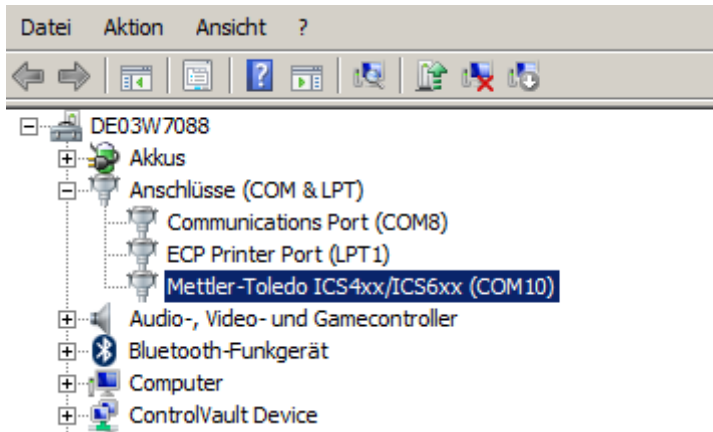 Datei Aktion Ansicht ?
DE03W7088
Akkus
Anschlüsse (COM & LPT)
Communications Port (COM8)
ECP Printer Port (LPT1)
Mettler-Toledo ICS4xx/ICS6xx (COM10)
Audio-, Video- und Gamecontroller
Bluetooth-Funkgerät
Computer
ControlVault Device